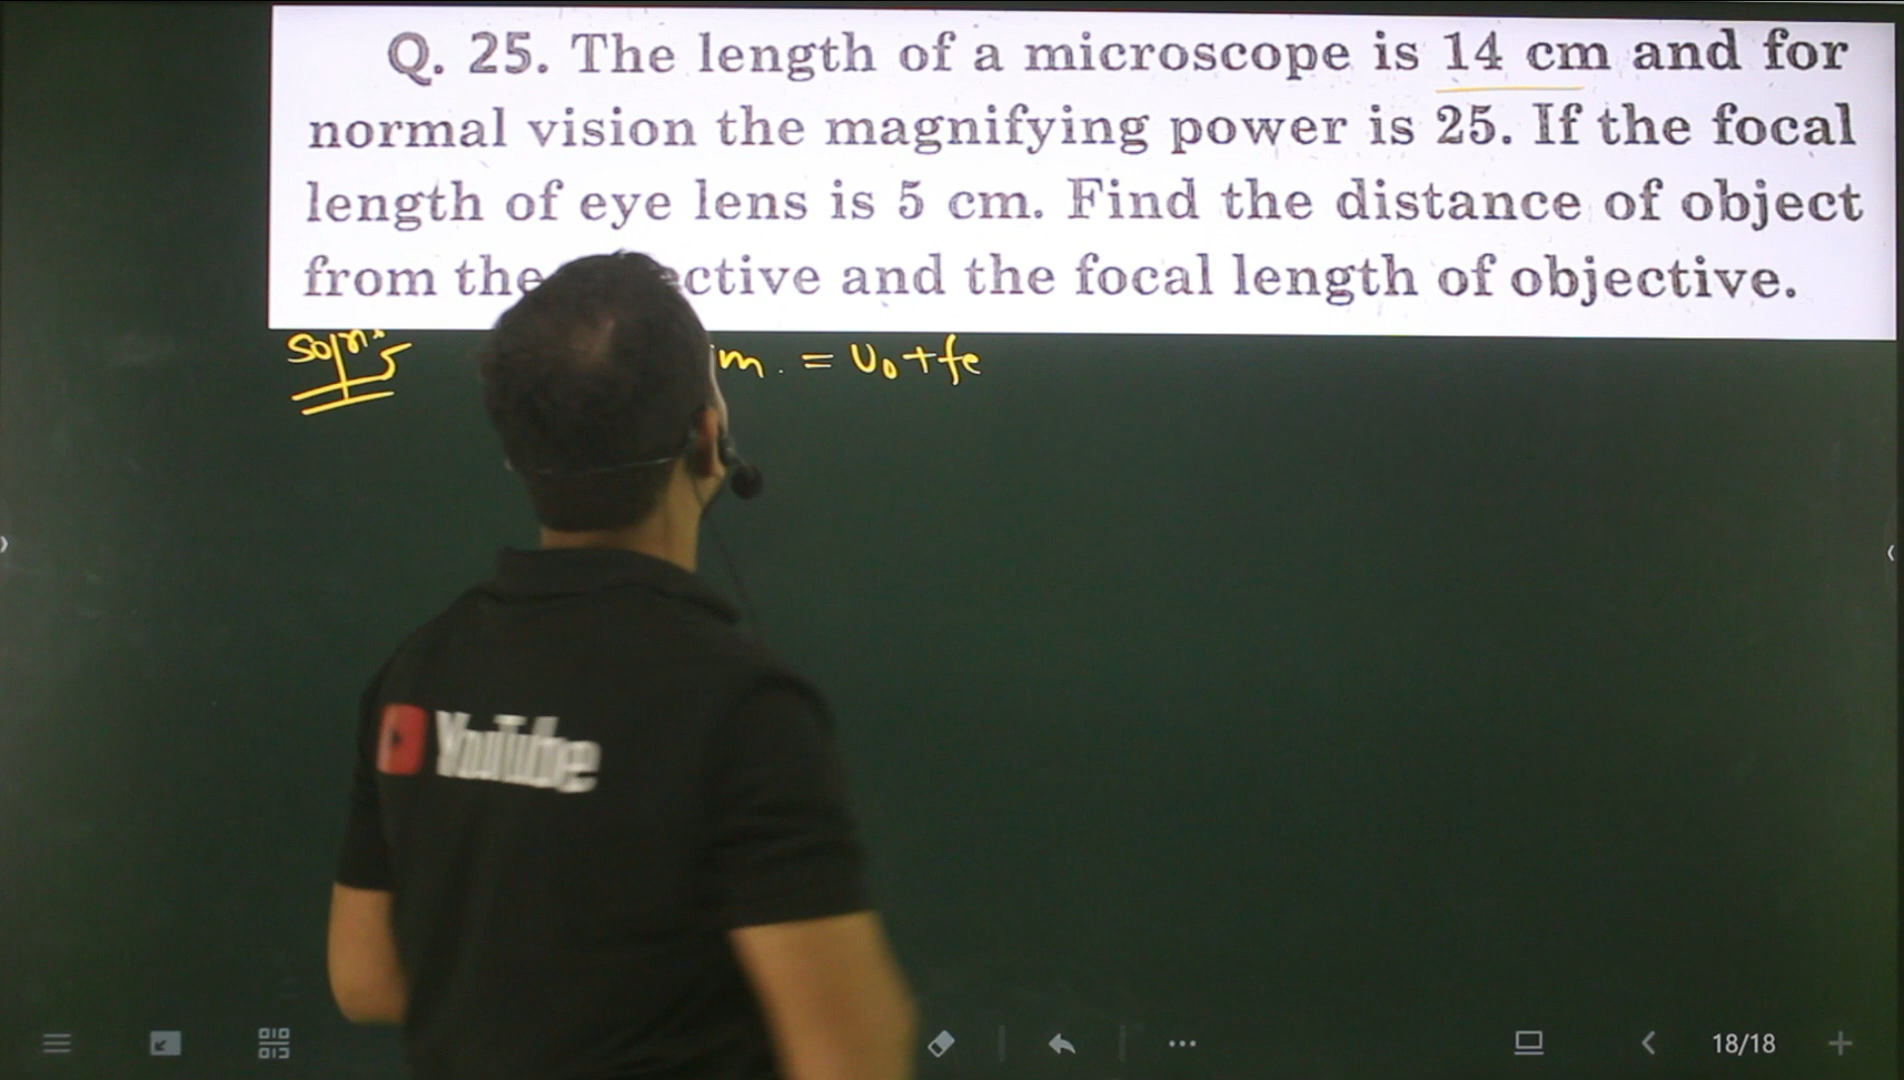 Q. 25. The length of a microscope is 14 cm and for
normal vision the magnifying power is 25. If the focal
length of eye lens is 5 cm. Find the distance of object
from the ective and the focal length of objective.
Solⁿ:
m. = v₀+fe
YouTube
18/18